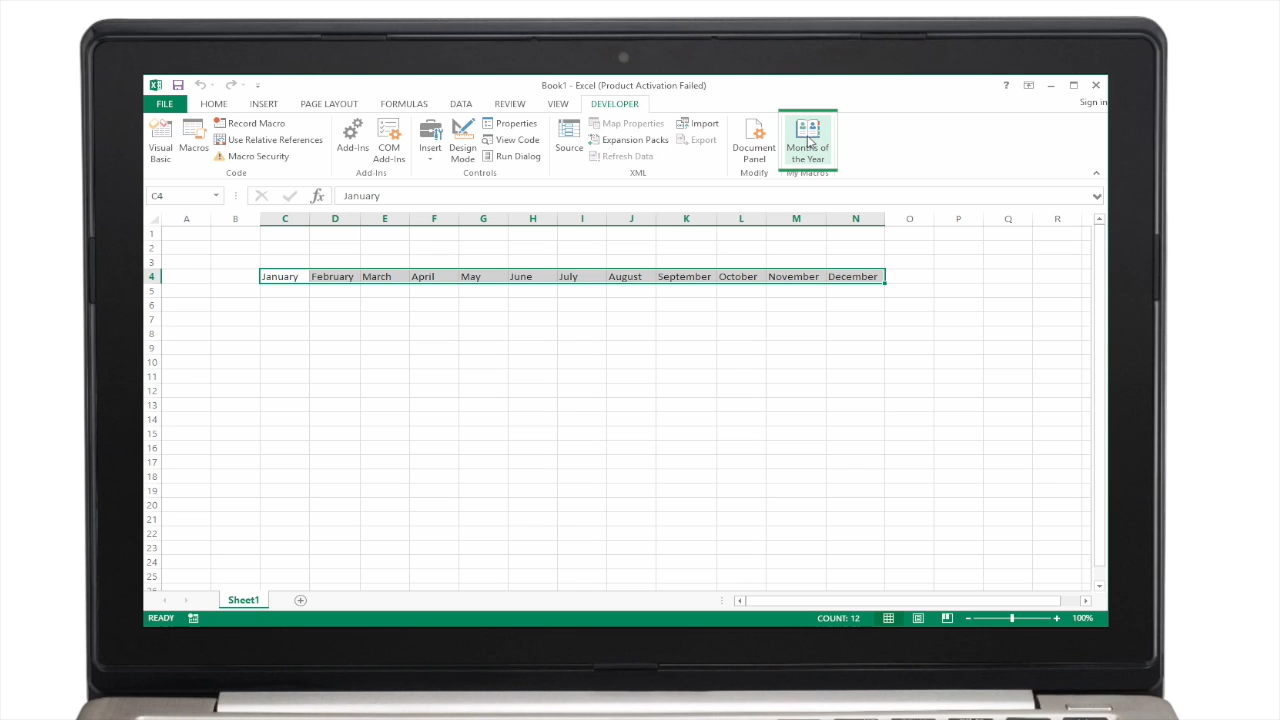 Book1 - Excel (Product Activation Failed)
?
FILE HOME INSERT PAGE LAYOUT FORMULAS DATA REVIEW VIEW DEVELOPER
Sign in
Visual Basic
Macros
Record Macro
Use Relative References
Macro Security
Code
Add-Ins
COM Add-Ins
Add-Ins
Insert
Design Mode
Properties
View Code
Run Dialog
Controls
Source
Map Properties
Expansion Packs
Refresh Data
Import
Export
XML
Document Panel
Modify
Months of the Year
My Macros
C4
fx
January
A B C D E F G H I J K L M N O P Q R
1
2
3
4 January February March April May June July August September October November December
5
6
7
8
9
10
11
12
13
14
15
16
17
18
19
20
21
22
23
24
25
Sheet1
READY
COUNT: 12
100%